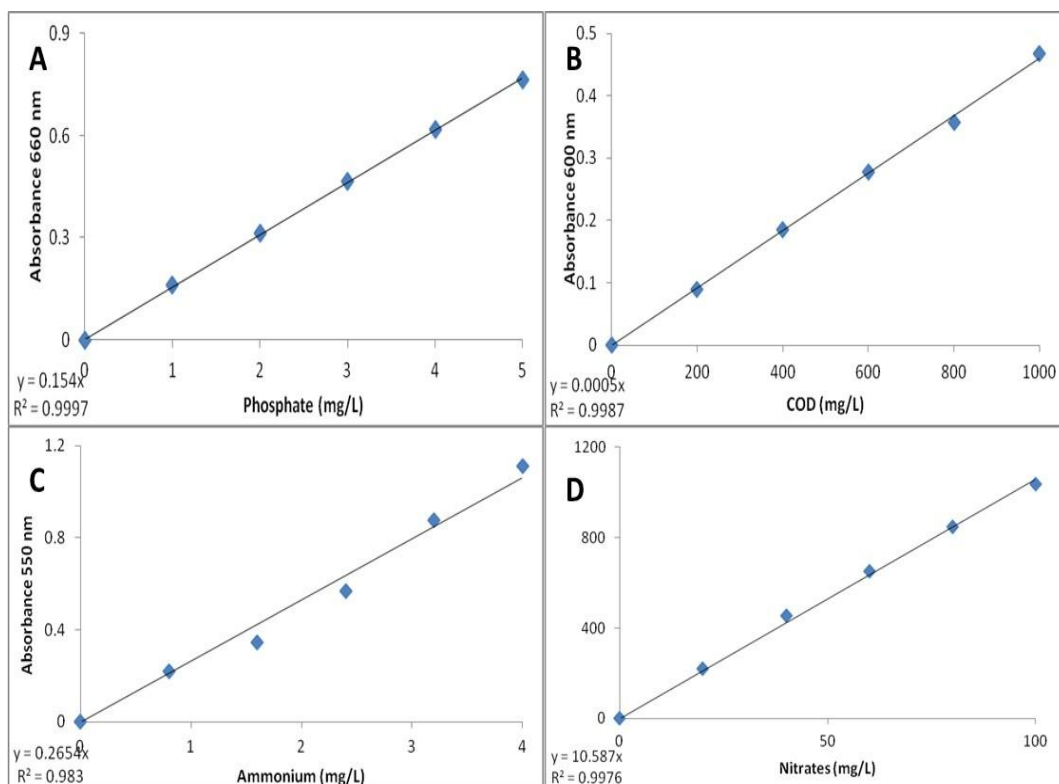 A
Absorbance 660 nm
0.9
0.6
0.3
0
0 1 2 3 4 5
Phosphate (mg/L)
y = 0.154x
R² = 0.9997
B
Absorbance 600 nm
0.5
0.4
0.3
0.2
0.1
0
0 200 400 600 800 1000
COD (mg/L)
y = 0.0005x
R² = 0.9987
C
Absorbance 550 nm
1.2
0.8
0.4
0
0 1 2 3 4
Ammonium (mg/L)
y = 0.2654x
R² = 0.983
D
1200
800
400
0
0 50 100
Nitrates (mg/L)
y = 10.587x
R² = 0.9976